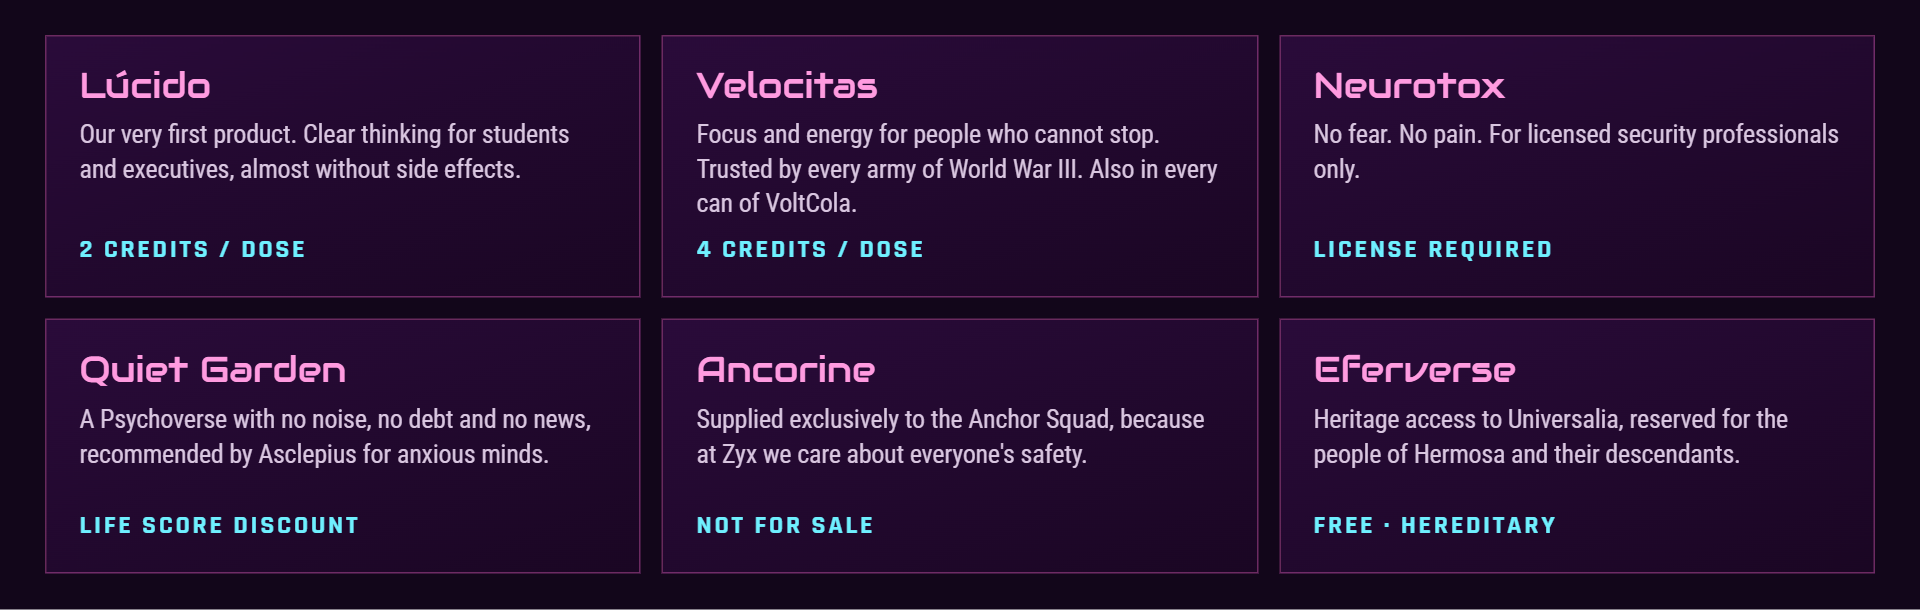 Lúcido
Our very first product. Clear thinking for students
and executives, almost without side effects.
2 CREDITS / DOSE
Velocitas
Focus and energy for people who cannot stop.
Trusted by every army of World War III. Also in every
can of VoltCola.
4 CREDITS / DOSE
Neurotox
No fear. No pain. For licensed security professionals
only.
LICENSE REQUIRED
Quiet Garden
A Psychoverse with no noise, no debt and no news,
recommended by Asclepius for anxious minds.
LIFE SCORE DISCOUNT
Ancorine
Supplied exclusively to the Anchor Squad, because
at Zyx we care about everyone's safety.
NOT FOR SALE
Eferverse
Heritage access to Universalia, reserved for the
people of Hermosa and their descendants.
FREE · HEREDITARY